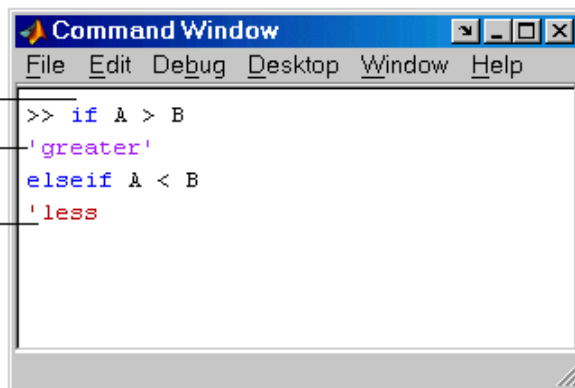 Command Window
File Edit Debug Desktop Window Help
>> if A > B
'greater'
elseif A < B
'less